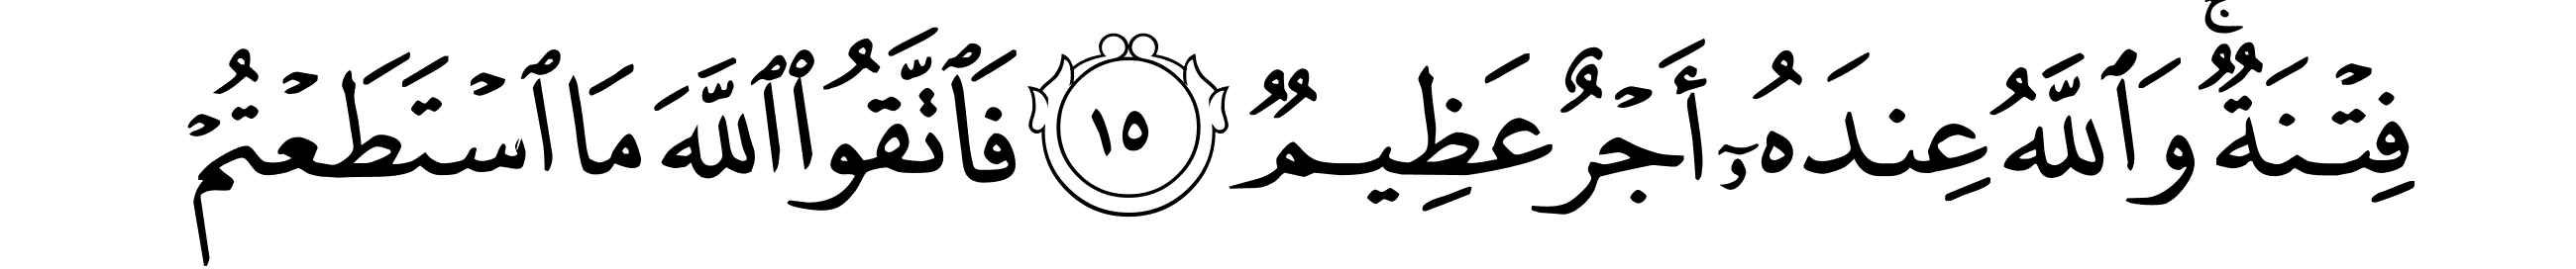 فِتۡنَةٞۚ وَٱللَّهُ عِندَهُۥٓ أَجۡرٌ عَظِيمٞ ١٥ فَٱتَّقُواْ ٱللَّهَ مَا ٱسۡتَطَعۡتُمۡ